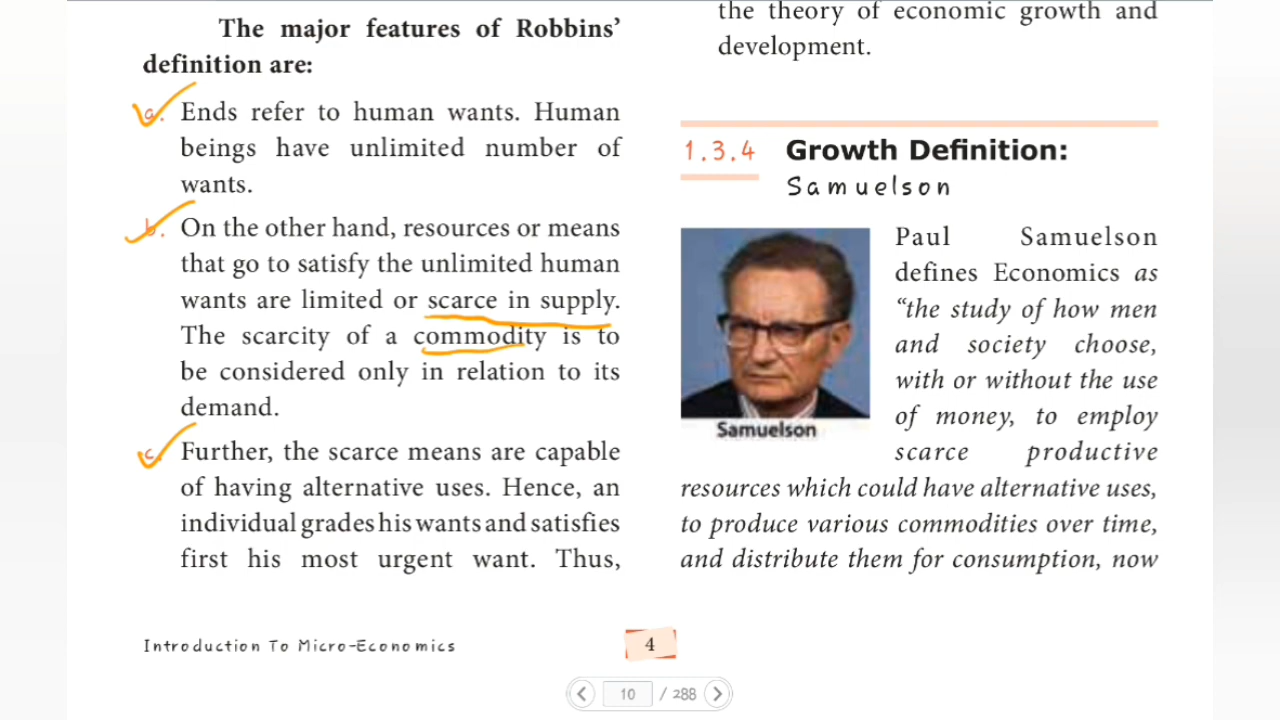 The major features of Robbins’
definition are:
a. Ends refer to human wants. Human
beings have unlimited number of
wants.
b. On the other hand, resources or means
that go to satisfy the unlimited human
wants are limited or scarce in supply.
The scarcity of a commodity is to
be considered only in relation to its
demand.
c. Further, the scarce means are capable
of having alternative uses. Hence, an
individual grades his wants and satisfies
first his most urgent want. Thus,
the theory of economic growth and
development.
1.3.4 Growth Definition:
Samuelson
Paul Samuelson
defines Economics as
“the study of how men
and society choose,
with or without the use
of money, to employ
scarce productive
Samuelson
resources which could have alternative uses,
to produce various commodities over time,
and distribute them for consumption, now
Introduction To Micro-Economics
4
10 / 288